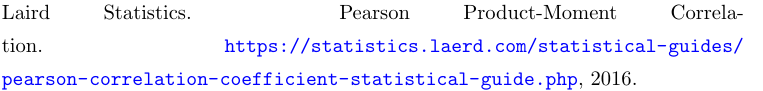 Laird Statistics. Pearson Product-Moment Correla-
tion. https://statistics.laerd.com/statistical-guides/
pearson-correlation-coefficient-statistical-guide.php, 2016.